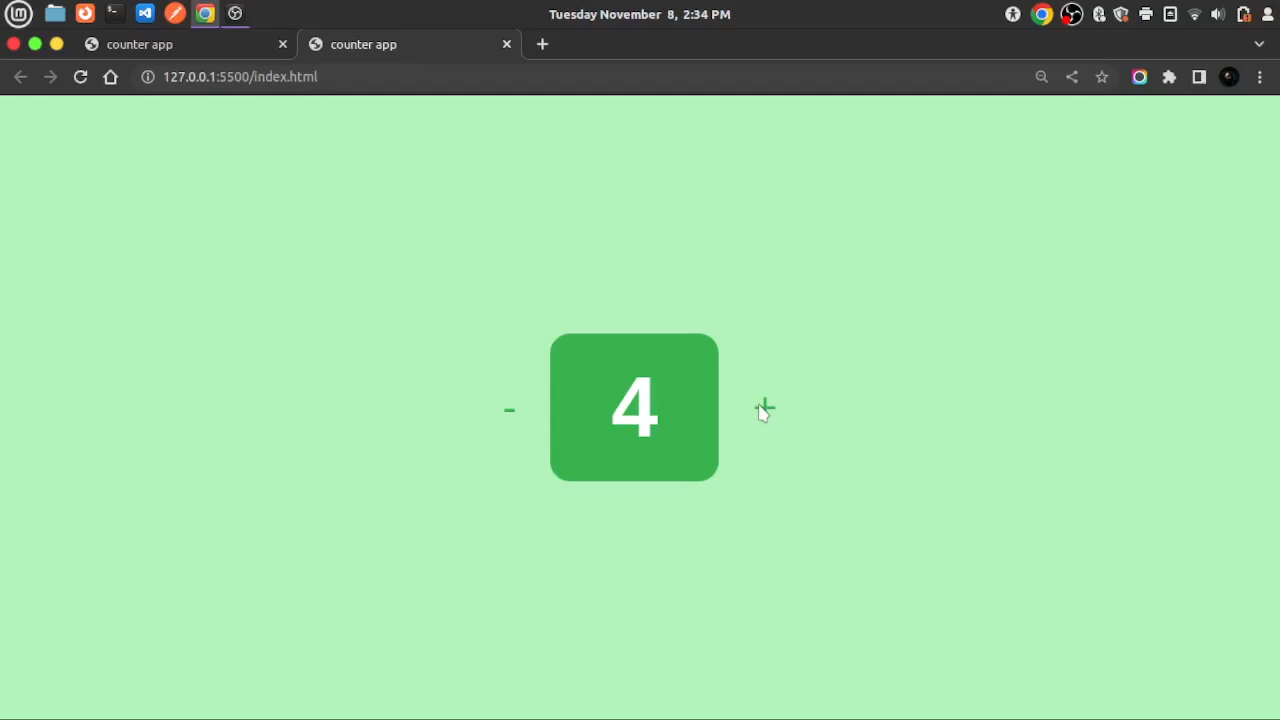 Tuesday November 8, 2:34 PM
counter app
counter app
127.0.0.1:5500/index.html
- 4 +